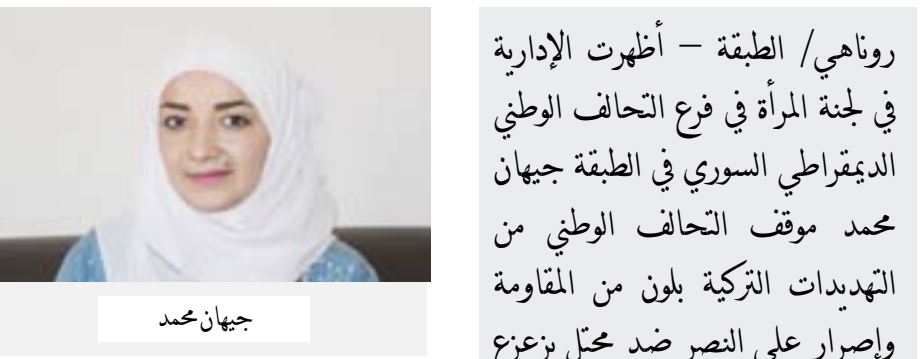 روناهي/ الطبقة – أظهرت الإدارية
في لجنة المرأة في فرع التحالف الوطني
الديمقراطي السوري في الطبقة جيهان
محمد موقف التحالف الوطني من
التهديدات التركية بلون من المقاومة
وإصرار على النصر ضد محتل يزعزع
جيهان محمد